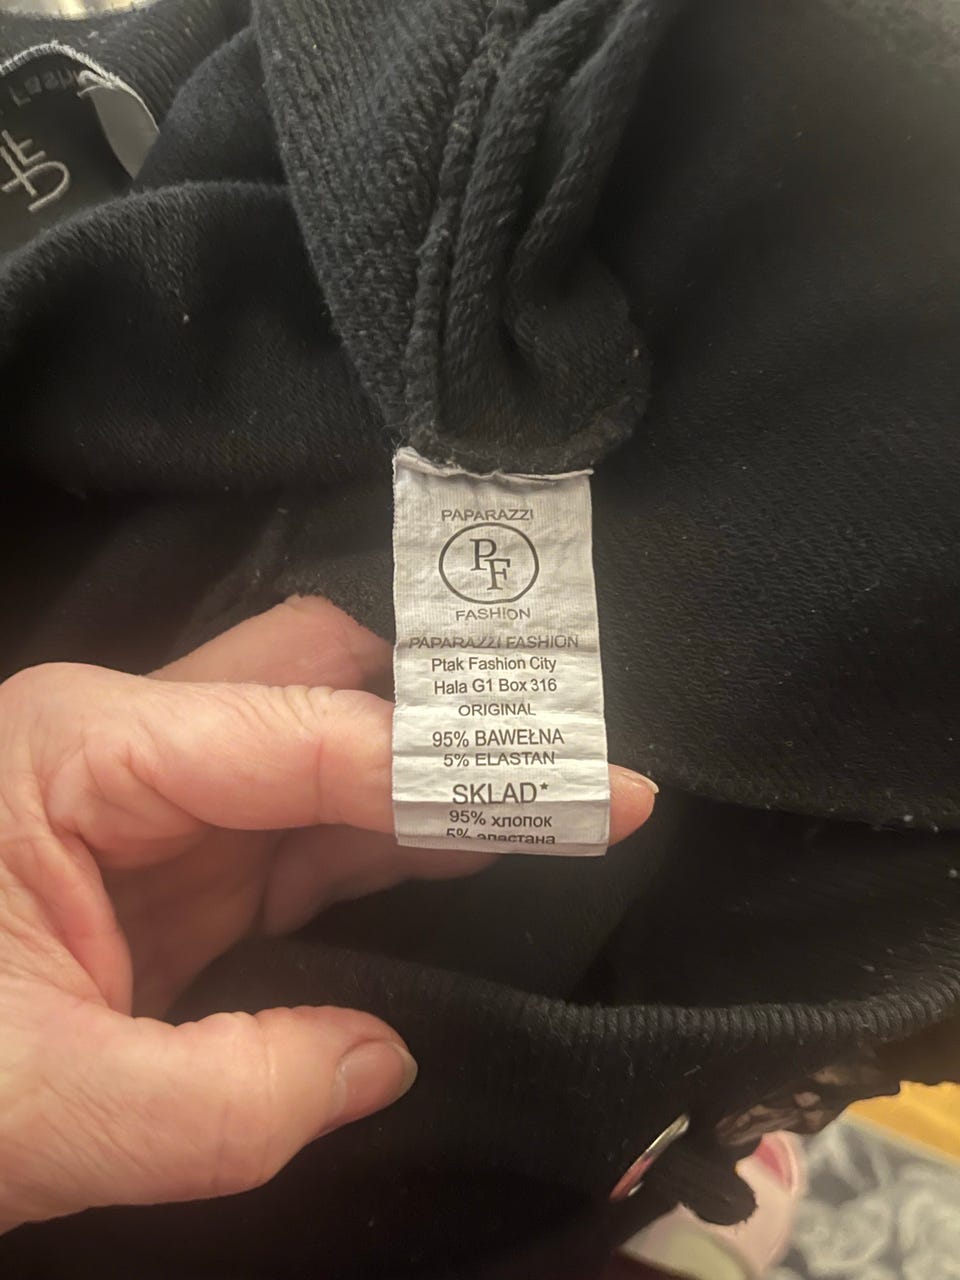 PAPARAZZI
PF
FASHION
PAPARAZZI FASHION
Ptak Fashion City
Hala G1 Box 316
ORIGINAL
95% BAWEŁNA
5% ELASTAN
SKLAD*
95% хлопок
5% эластана